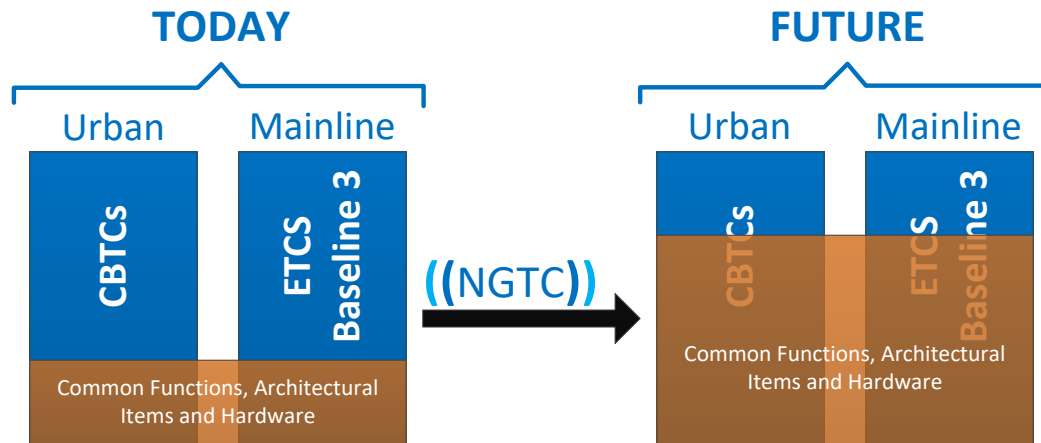 TODAY
Urban
Mainline
CBTCs
ETCS
Baseline 3
Common Functions, Architectural
Items and Hardware
((NGTC))
FUTURE
Urban
Mainline
CBTCs
ETCS
Baseline 3
Common Functions, Architectural
Items and Hardware